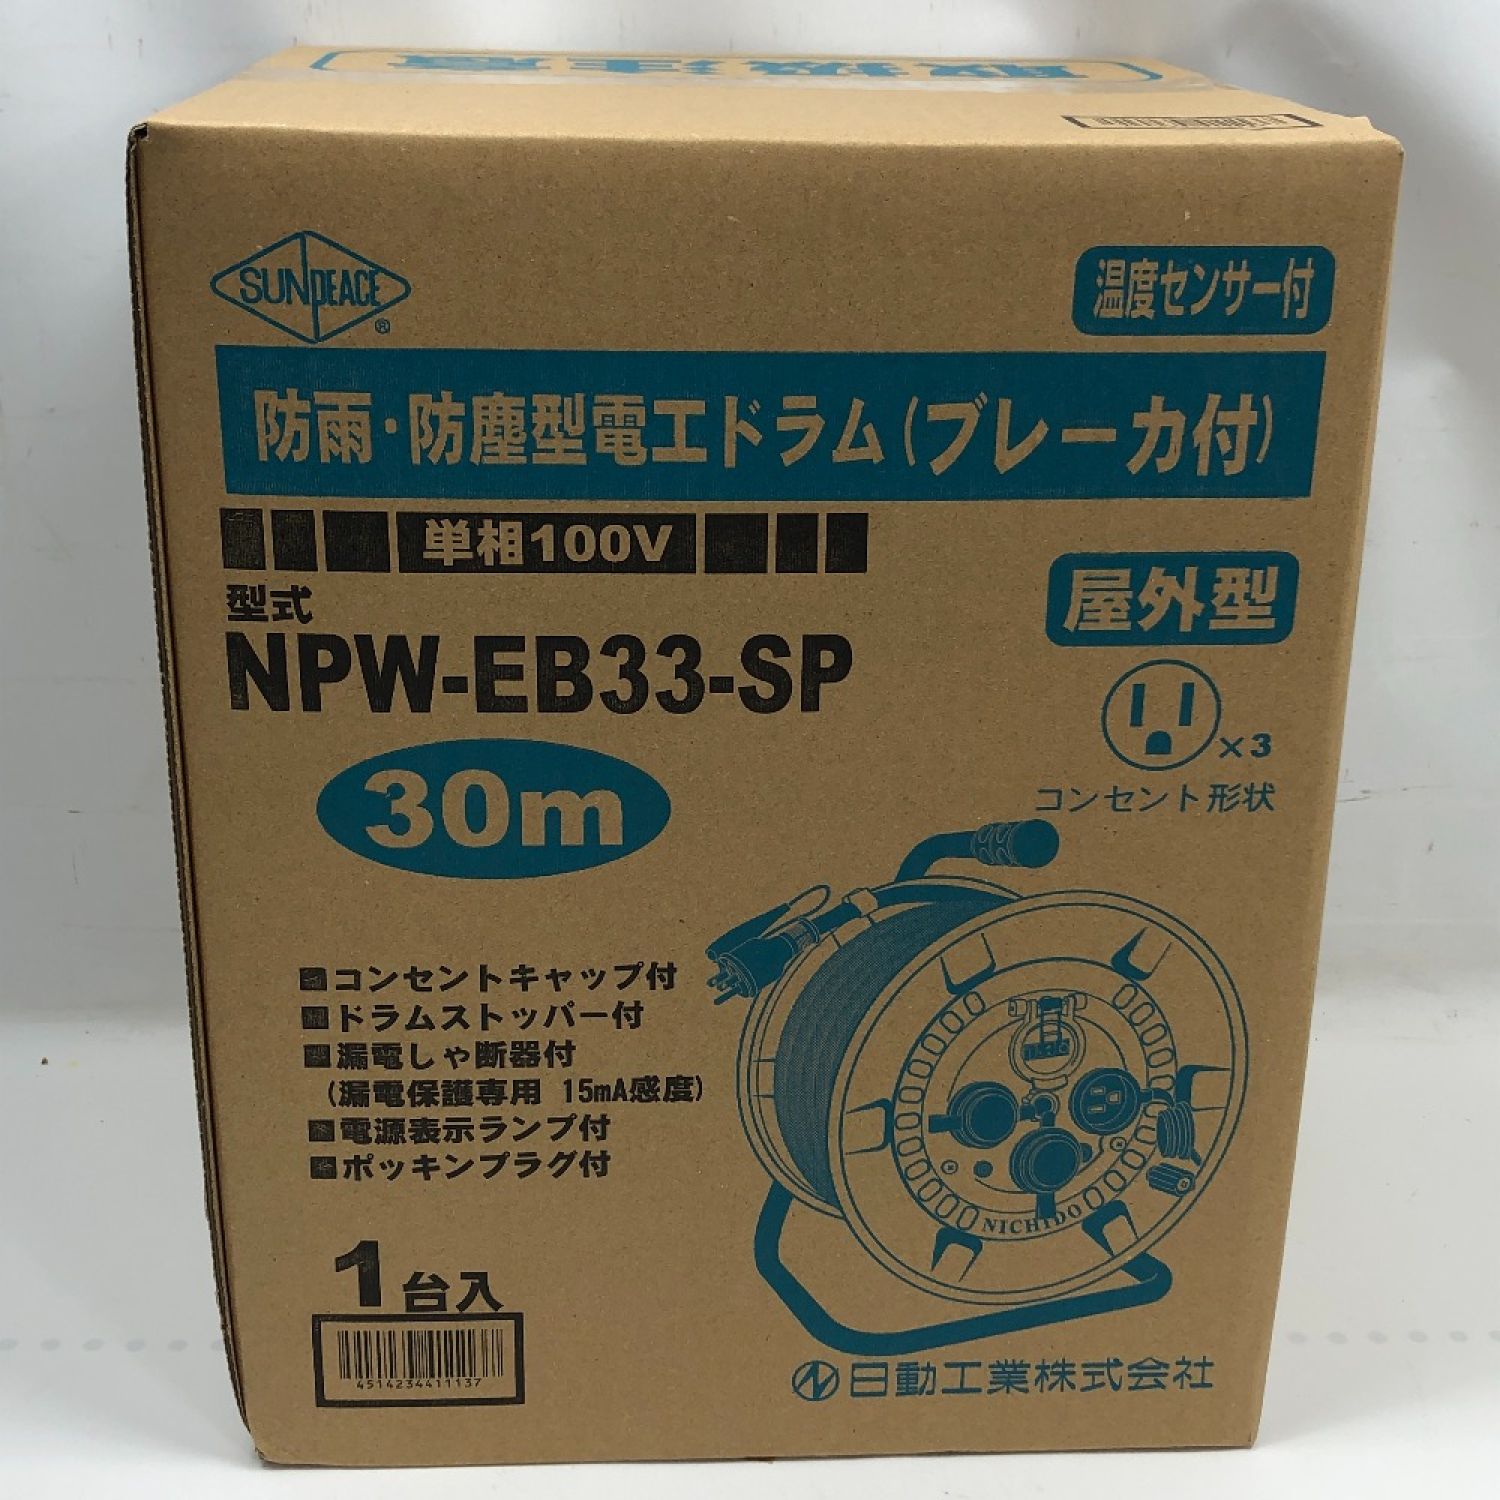 取扱注意
SUNPEACE®
温度センサー付
防雨・防塵型電工ドラム(ブレーカ付)
単相100V
屋外型
型式
NPW-EB33-SP
×3
コンセント形状
30m
コンセントキャップ付
ドラムストッパー付
漏電しゃ断器付
(漏電保護専用 15mA感度)
電源表示ランプ付
ポッキンプラグ付
NICHIDO
1台入
4514234411137
日動工業株式会社